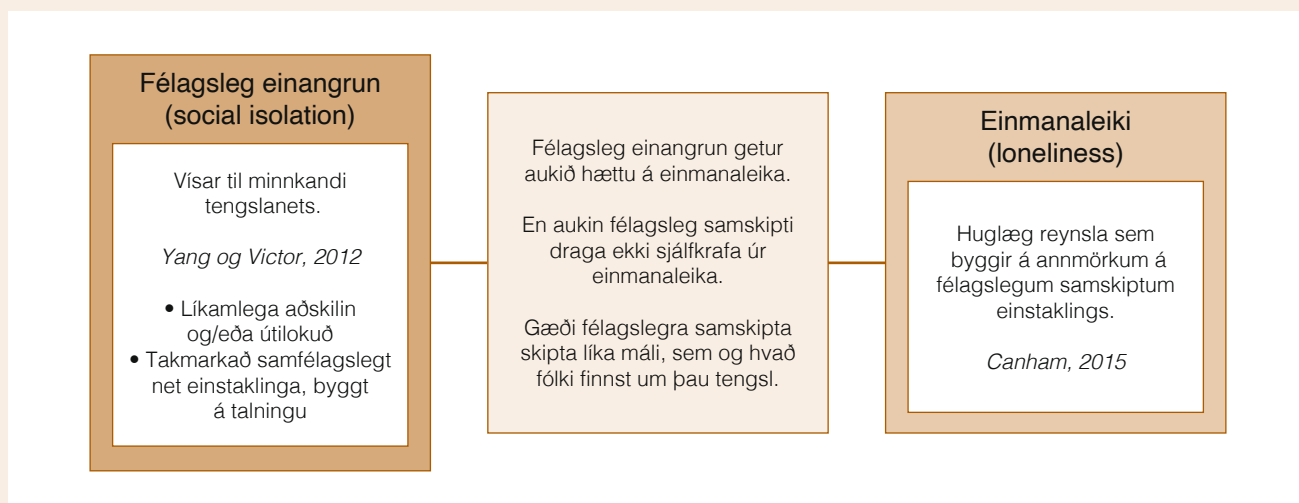 Félagsleg einangrun
(social isolation)
Vísar til minnkandi
tengslanets.
Yang og Victor, 2012
• Líkamlega aðskilin
og/eða útilokuð
• Takmarkað samfélagslegt
net einstaklinga, byggt
á talningu
Félagsleg einangrun getur
aukið hættu á einmanaleika.
En aukin félagsleg samskipti
draga ekki sjálfkrafa úr
einmanaleika.
Gæði félagslegra samskipta
skipta líka máli, sem og hvað
fólki finnst um þau tengsl.
Einmanaleiki
(loneliness)
Huglæg reynsla sem
byggir á annmörkum á
félagslegum samskiptum
einstaklings.
Canham, 2015